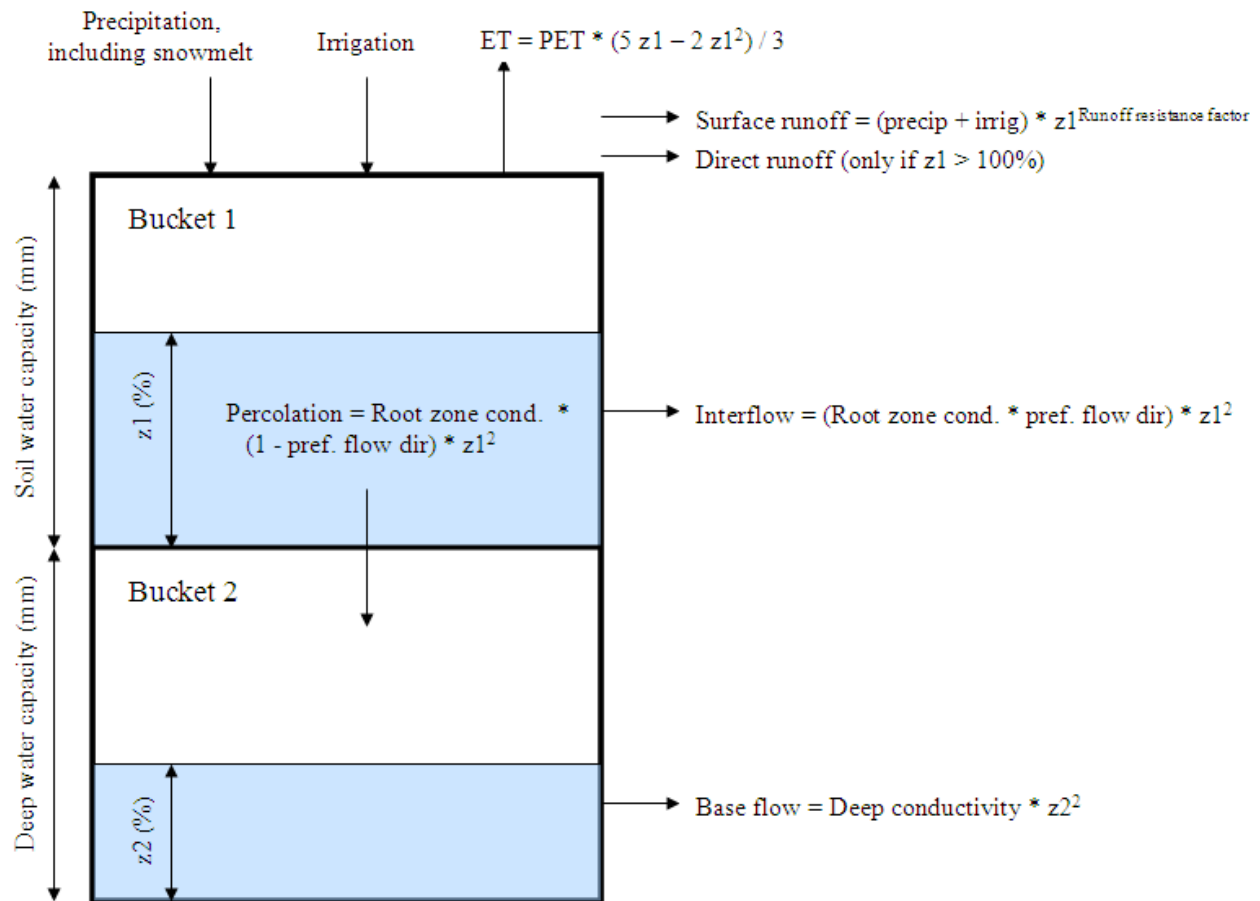 Precipitation,
including snowmelt
Irrigation
ET = PET * (5 z1 – 2 z1²) / 3
Surface runoff = (precip + irrig) * z1^Runoff resistance factor
Direct runoff (only if z1 > 100%)
Bucket 1
Soil water capacity (mm)
z1 (%)
Percolation = Root zone cond. *
(1 - pref. flow dir) * z1²
Interflow = (Root zone cond. * pref. flow dir) * z1²
Bucket 2
Deep water capacity (mm)
z2 (%)
Base flow = Deep conductivity * z2²